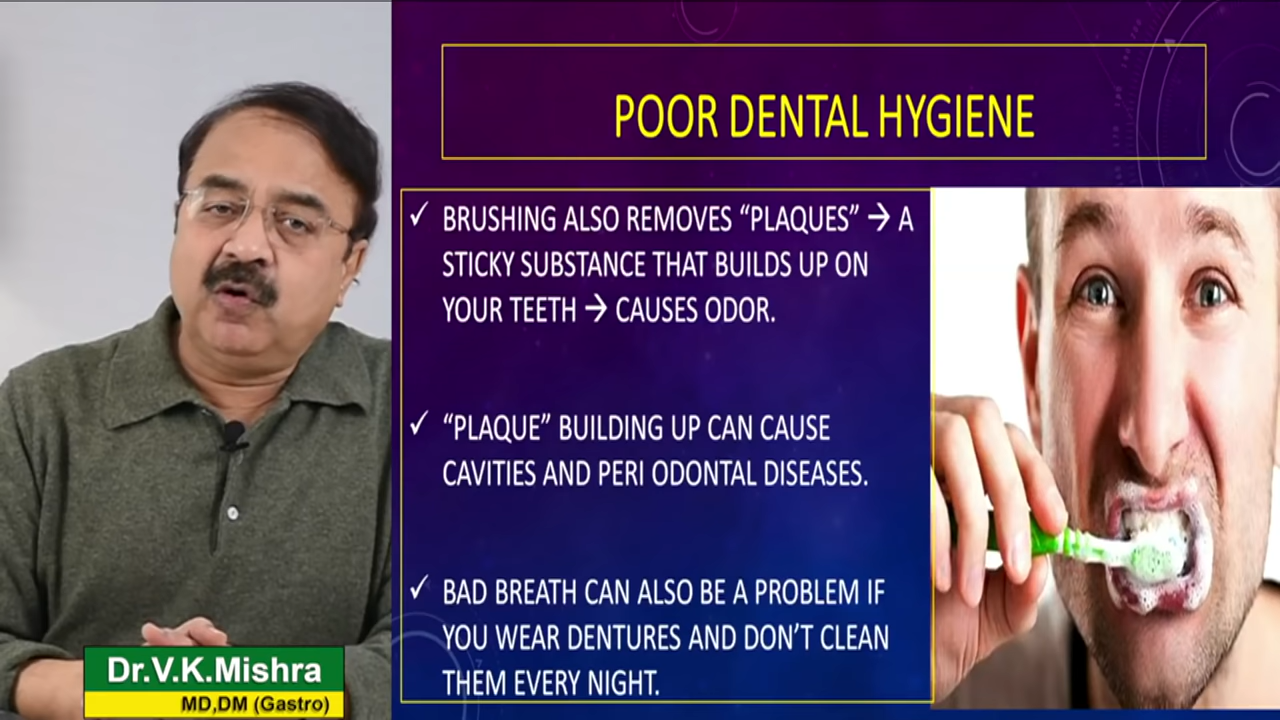 POOR DENTAL HYGIENE
✓ BRUSHING ALSO REMOVES “PLAQUES” → A
STICKY SUBSTANCE THAT BUILDS UP ON
YOUR TEETH → CAUSES ODOR.
✓ “PLAQUE” BUILDING UP CAN CAUSE
CAVITIES AND PERI ODONTAL DISEASES.
✓ BAD BREATH CAN ALSO BE A PROBLEM IF
YOU WEAR DENTURES AND DON’T CLEAN
THEM EVERY NIGHT.
Dr.V.K.Mishra
MD,DM (Gastro)